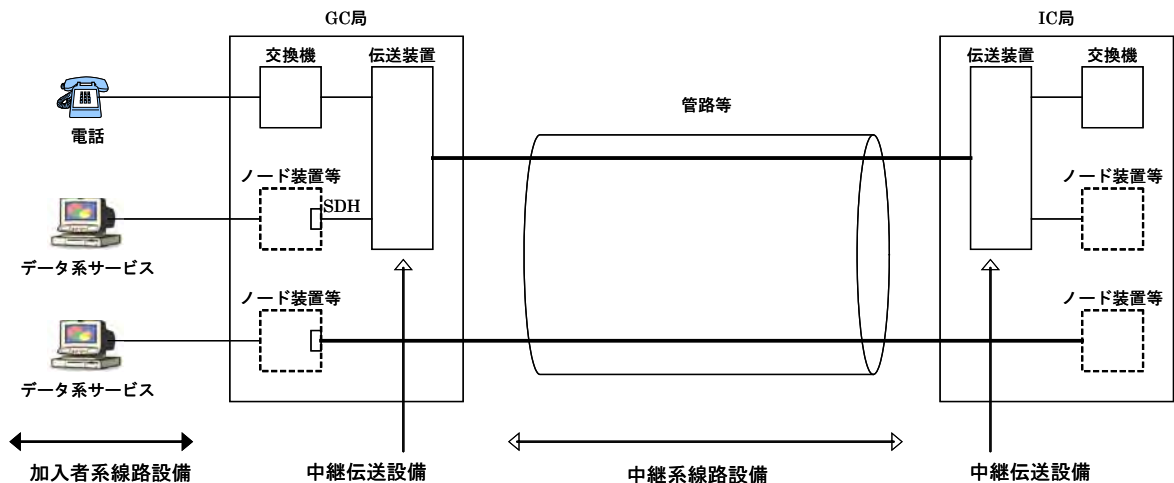 GC局
IC局
交換機
伝送装置
伝送装置
交換機
管路等
電話
ノード装置等
ノード装置等
SDH
データ系サービス
ノード装置等
ノード装置等
データ系サービス
加入者系線路設備
中継伝送設備
中継系線路設備
中継伝送設備